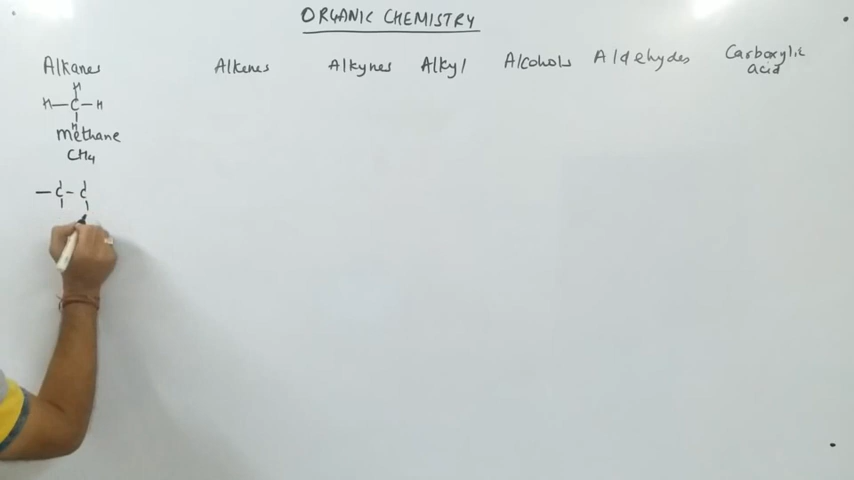 ORGANIC CHEMISTRY
Alkanes Alkenes Alkynes Alkyl Alcohols Aldehydes Carboxylic acid
H
H—C—H
H
methane
CH4
—C—C